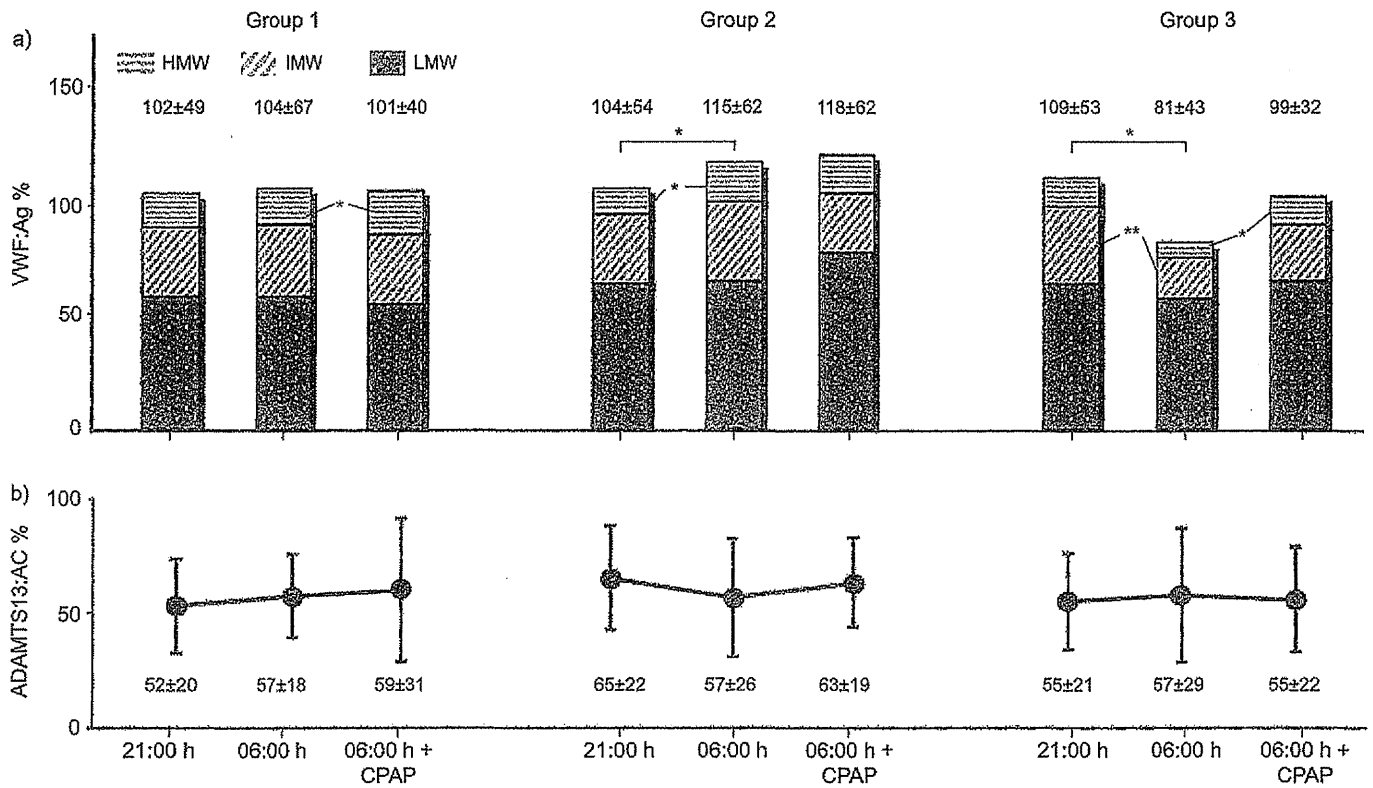 Group 1 Group 2 Group 3
a)
HMW IMW LMW
150
102±49 104±67 101±40 104±54 115±62 118±62 109±53 81±43 99±32
* *
* * ** *
100
50
0
VWF:Ag %
b)
100
50
52±20 57±18 59±31 65±22 57±26 63±19 55±21 57±29 55±22
0
ADAMTS13:AC %
21:00 h 06:00 h 06:00 h + 21:00 h 06:00 h 06:00 h + 21:00 h 06:00 h 06:00 h +
CPAP CPAP CPAP